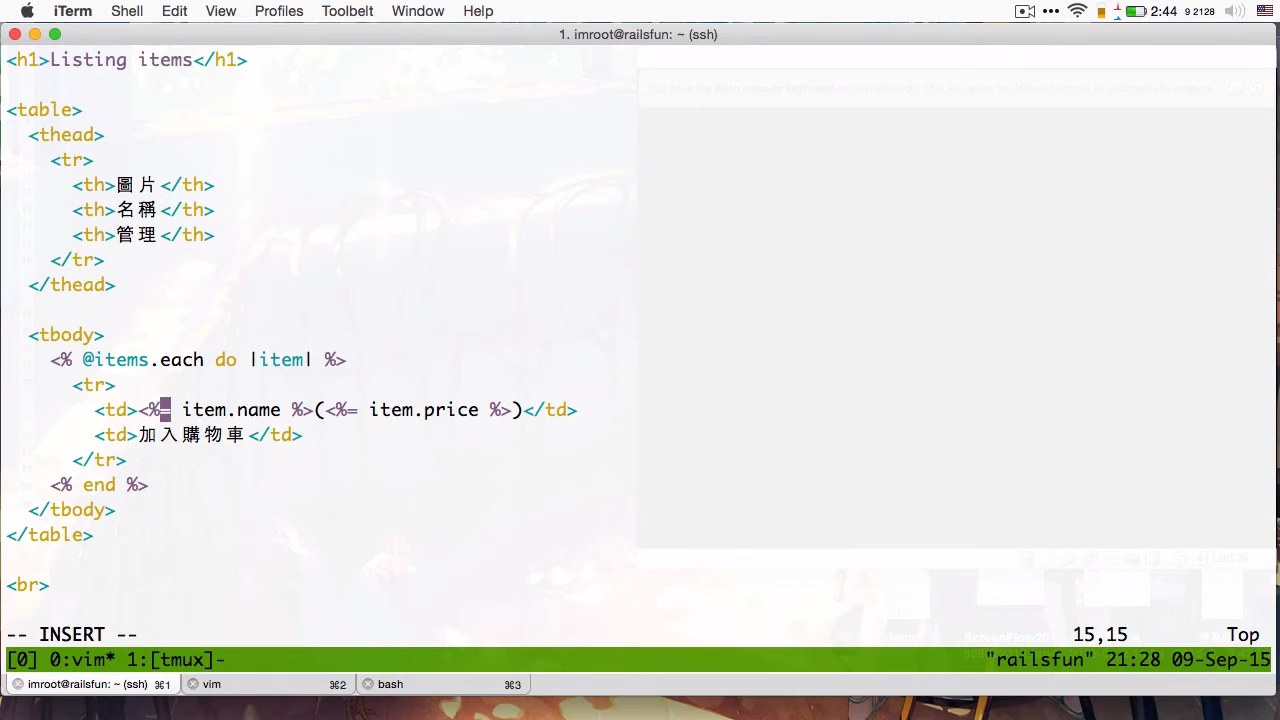 iTerm Shell Edit View Profiles Toolbelt Window Help 2:44 9 2128
1. imroot@railsfun: ~ (ssh)
<h1>Listing items</h1>
<table>
<thead>
<tr>
<th>圖片</th>
<th>名稱</th>
<th>管理</th>
</tr>
</thead>
<tbody>
<% @items.each do |item| %>
<tr>
<td><%= item.name %>(<%= item.price %>)</td>
<td>加入購物車</td>
</tr>
<% end %>
</tbody>
</table>
<br>
-- INSERT -- 15,15 Top
[0] 0:vim* 1:[tmux]- "railsfun" 21:28 09-Sep-15
imroot@railsfun: ~ (ssh) ⌘1 vim ⌘2 bash ⌘3